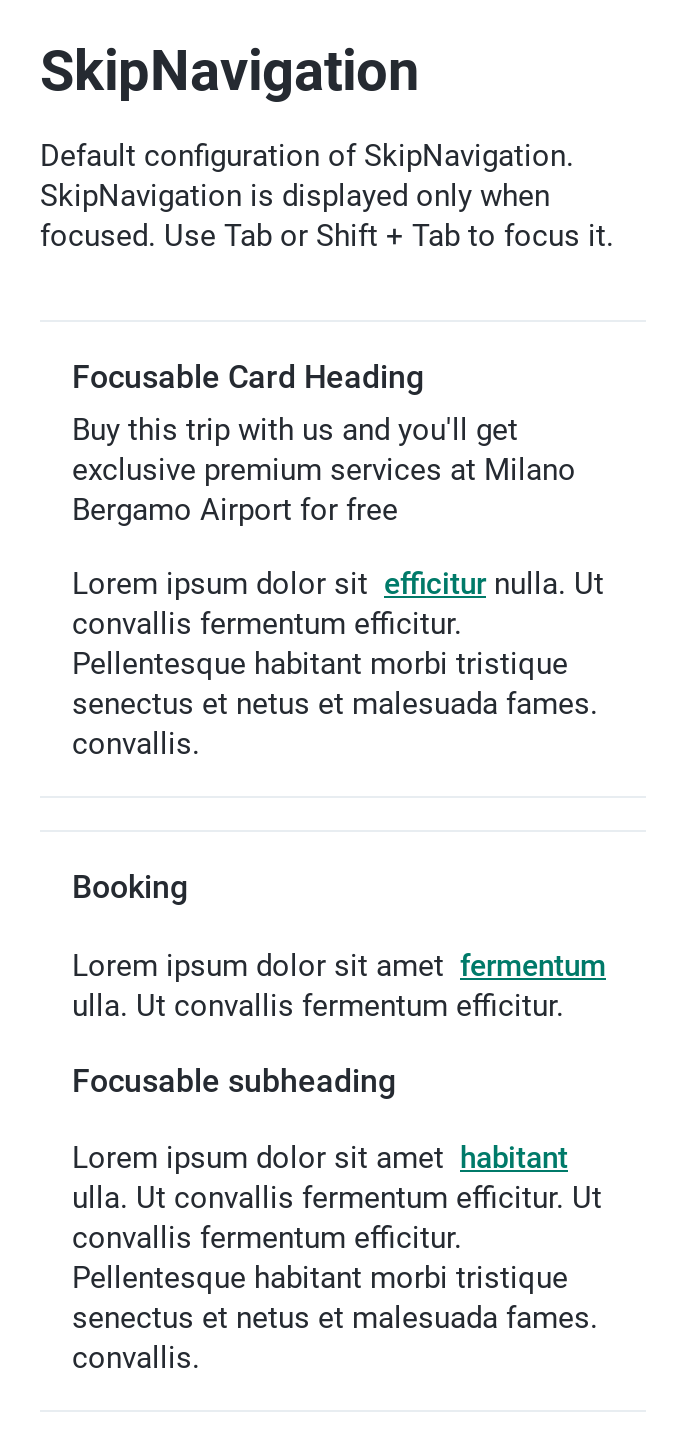 SkipNavigation
Default configuration of SkipNavigation.
SkipNavigation is displayed only when
focused. Use Tab or Shift + Tab to focus it.
Focusable Card Heading
Buy this trip with us and you'll get
exclusive premium services at Milano
Bergamo Airport for free
Lorem ipsum dolor sit efficitur nulla. Ut
convallis fermentum efficitur.
Pellentesque habitant morbi tristique
senectus et netus et malesuada fames.
convallis.
Booking
Lorem ipsum dolor sit amet fermentum
ulla. Ut convallis fermentum efficitur.
Focusable subheading
Lorem ipsum dolor sit amet habitant
ulla. Ut convallis fermentum efficitur. Ut
convallis fermentum efficitur.
Pellentesque habitant morbi tristique
senectus et netus et malesuada fames.
convallis.